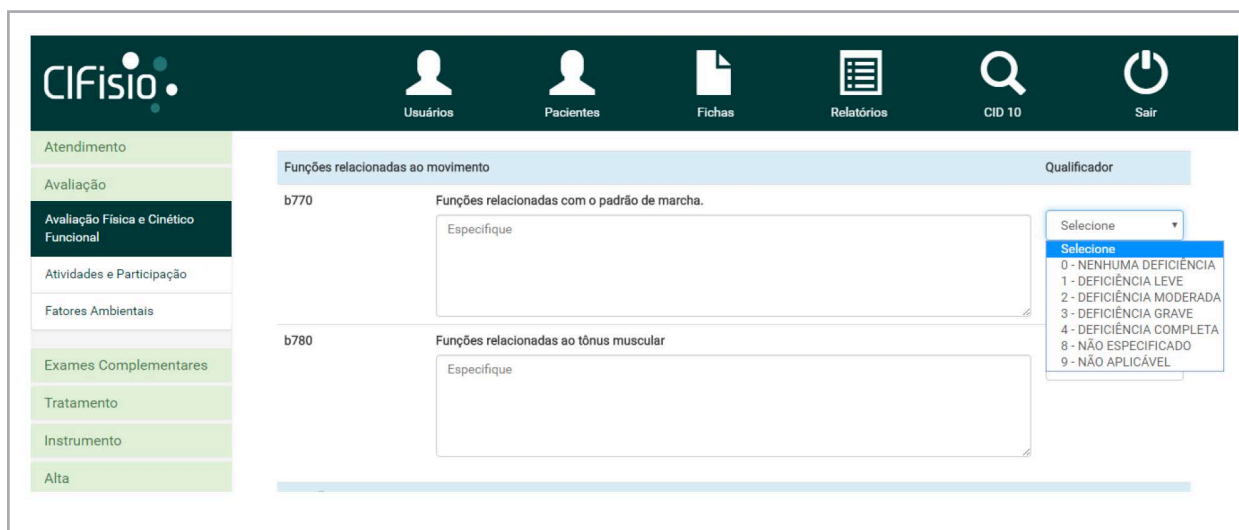 CIFisio
Usuários
Pacientes
Fichas
Relatórios
CID 10
Sair
Atendimento
Avaliação
Avaliação Física e Cinético
Funcional
Atividades e Participação
Fatores Ambientais
Exames Complementares
Tratamento
Instrumento
Alta
Funções relacionadas ao movimento
Qualificador
b770
Funções relacionadas com o padrão de marcha.
Especifique
Selecione
Selecione
0 - NENHUMA DEFICIÊNCIA
1 - DEFICIÊNCIA LEVE
2 - DEFICIÊNCIA MODERADA
3 - DEFICIÊNCIA GRAVE
4 - DEFICIÊNCIA COMPLETA
8 - NÃO ESPECIFICADO
9 - NÃO APLICÁVEL
b780
Funções relacionadas ao tônus muscular
Especifique